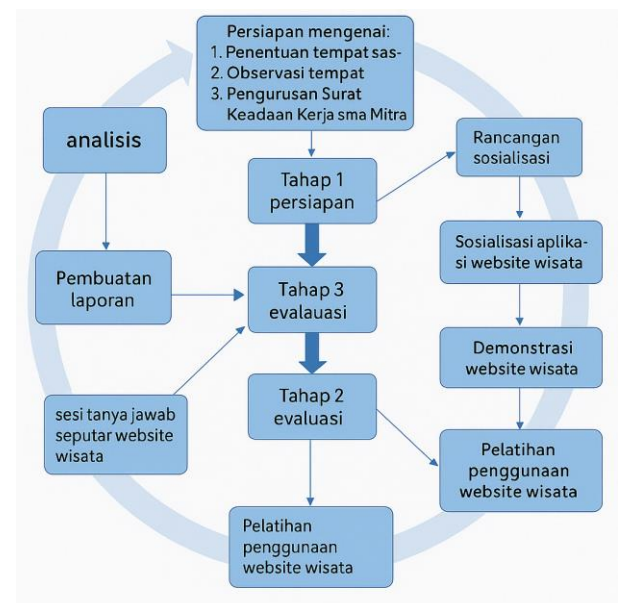 Persiapan mengenai:
1. Penentuan tempat sas-
2. Observasi tempat
3. Pengurusan Surat
Keadaan Kerja sma Mitra
analisis
Rancangan
sosialisasi
Tahap 1
persiapan
Sosialisasi aplika-
si website wisata
Pembuatan
laporan
Tahap 3
evalauasi
Demonstrasi
website wisata
sesi tanya jawab
seputar website
wisata
Tahap 2
evaluasi
Pelatihan
penggunaan
website wisata
Pelatihan
penggunaan
website wisata